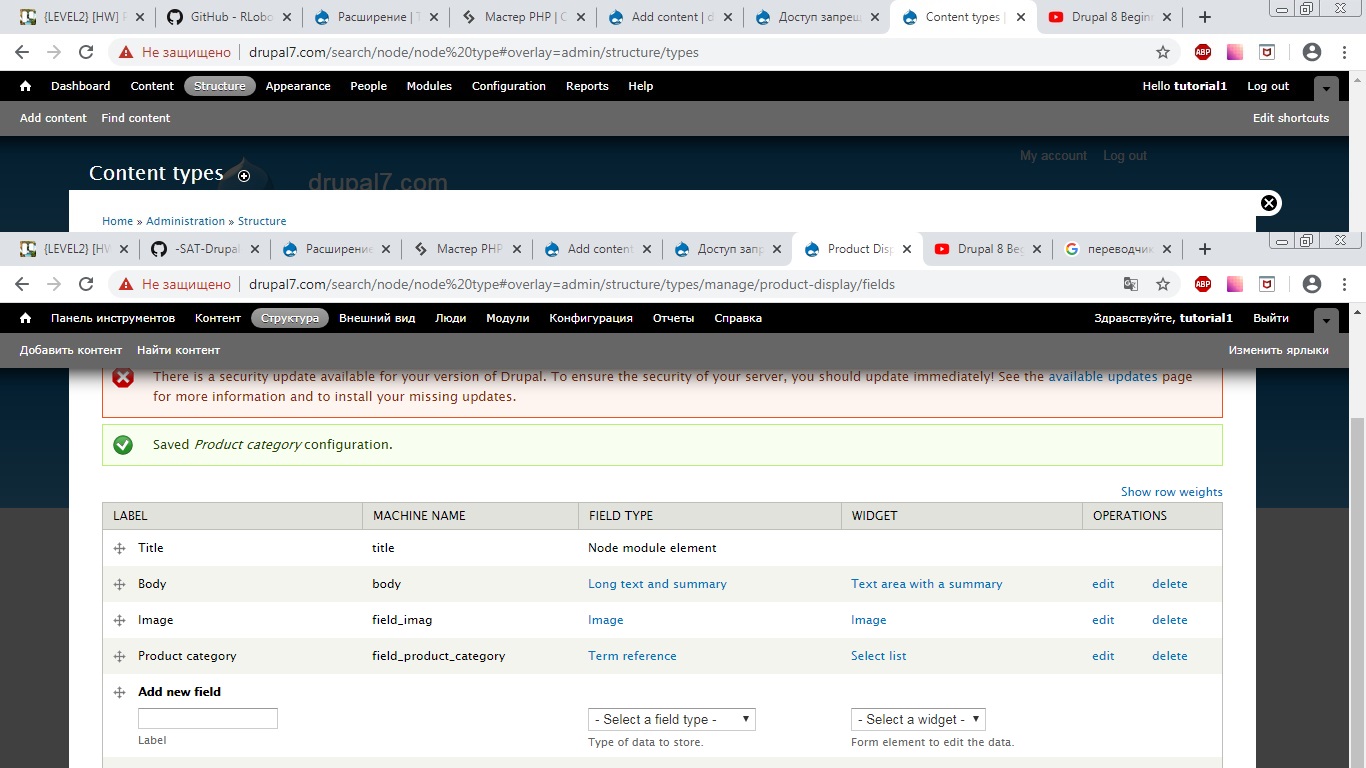 {LEVEL2} [HW] F
GitHub - RLobo
Расширение | T
Мастер PHP | C
Add content | d
Доступ запрещ
Content types |
Drupal 8 Beginn
Не защищено drupal7.com/search/node/node%20type#overlay=admin/structure/types
ABP
Dashboard Content Structure Appearance People Modules Configuration Reports Help Hello tutorial1 Log out
Add content Find content Edit shortcuts
My account Log out
Content types
drupal7.com
Home » Administration » Structure
{LEVEL2} [HW]
-SAT-Drupal
Расширение
Мастер PHP
Add content
Доступ запр
Product Disp
Drupal 8 Beg
переводчик
Не защищено drupal7.com/search/node/node%20type#overlay=admin/structure/types/manage/product-display/fields
ABP
Панель инструментов Контент Структура Внешний вид Люди Модули Конфигурация Отчеты Справка Здравствуйте, tutorial1 Выйти
Добавить контент Найти контент Изменить ярлыки
There is a security update available for your version of Drupal. To ensure the security of your server, you should update immediately! See the available updates page
for more information and to install your missing updates.
Saved Product category configuration.
Show row weights
LABEL MACHINE NAME FIELD TYPE WIDGET OPERATIONS
Title title Node module element
Body body Long text and summary Text area with a summary edit delete
Image field_imag Image Image edit delete
Product category field_product_category Term reference Select list edit delete
Add new field
- Select a field type - - Select a widget -
Label Type of data to store. Form element to edit the data.